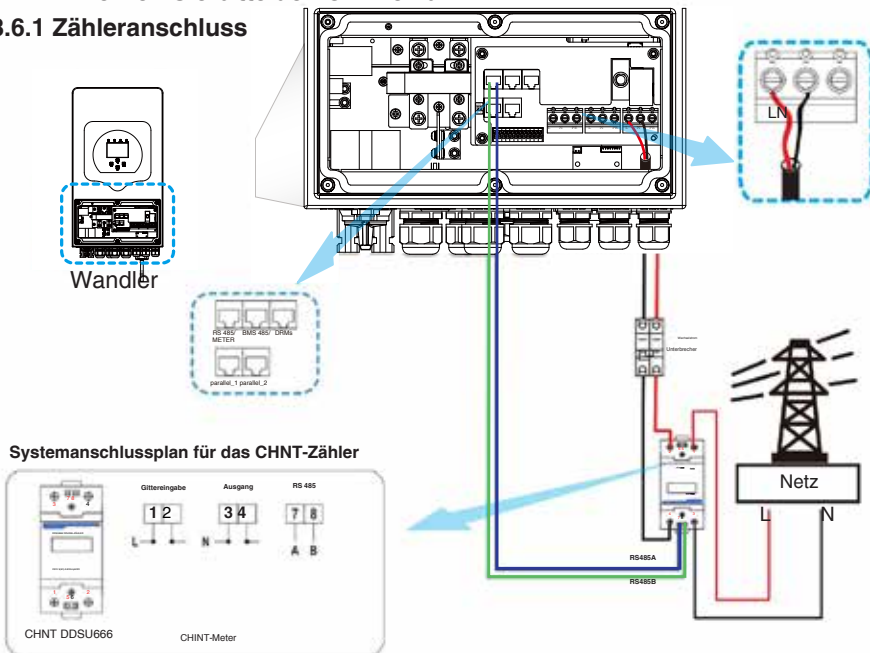 3.6.1 Zähleranschluss
LN
Wandler
RS 485/ METER
BMS 485/
DRMs
parallel_1 parallel_2
Unterbrecher
Netz
L N
Systemanschlussplan für das CHNT-Zähler
Gittereingabe
Ausgang
RS 485
1 2
3 4
7 8
L
N
A B
RS485A
RS485B
CHNT DDSU666
CHINT-Meter